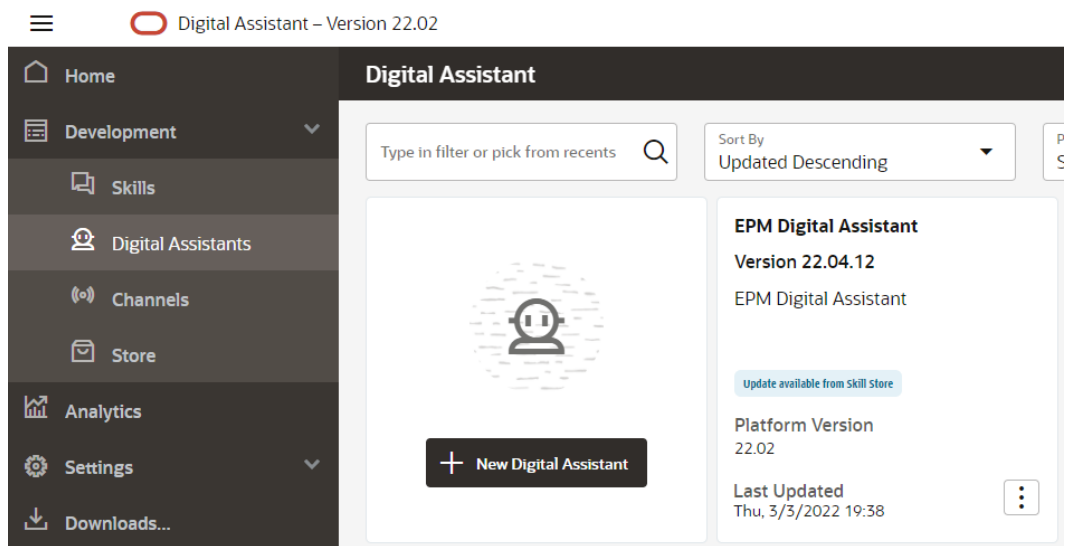 Digital Assistant – Version 22.02
Home
Development
Skills
Digital Assistants
Channels
Store
Analytics
Settings
Downloads...
Digital Assistant
Type in filter or pick from recents
Sort By
Updated Descending
P
S
New Digital Assistant
EPM Digital Assistant
Version 22.04.12
EPM Digital Assistant
Update available from Skill Store
Platform Version
22.02
Last Updated
Thu, 3/3/2022 19:38